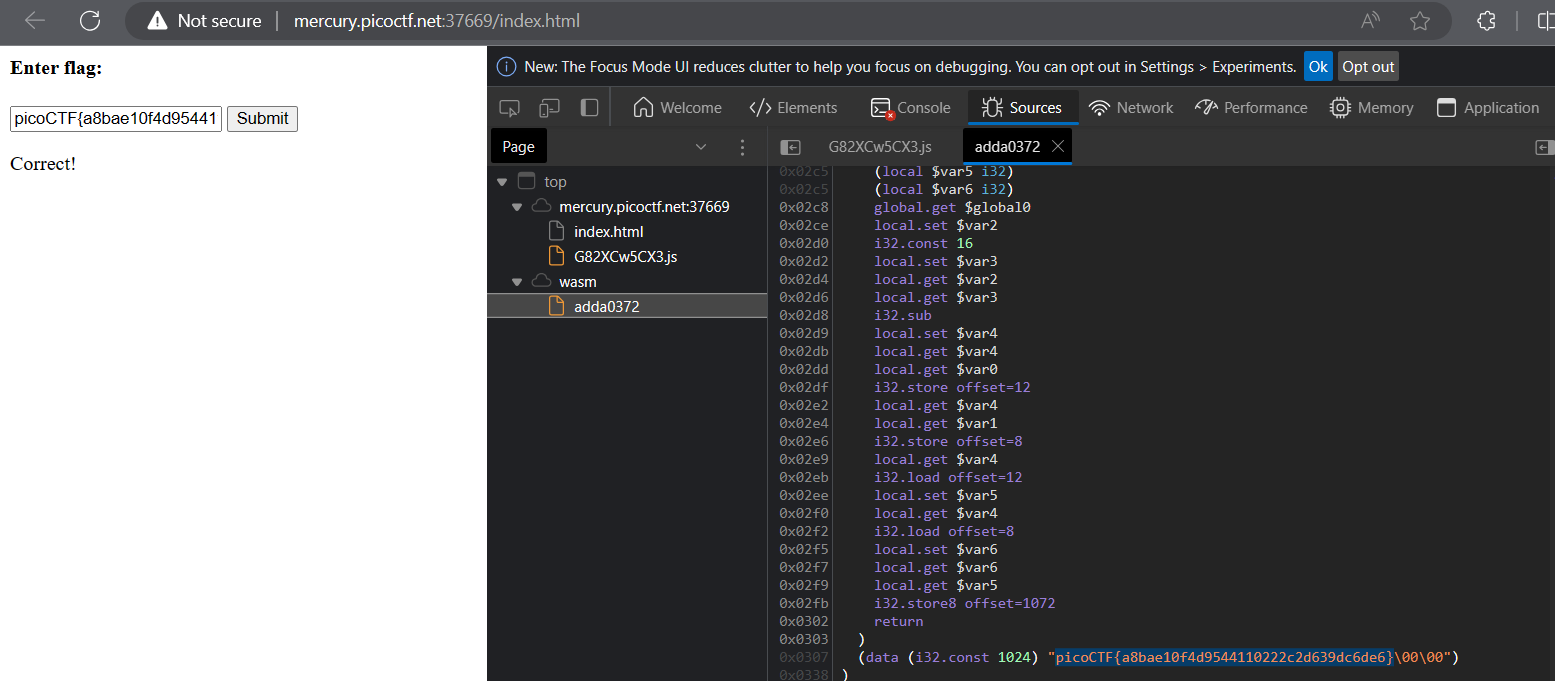 Not secure mercury.picoctf.net:37669/index.html
Enter flag:
picoCTF{a8bae10f4d95441 Submit
Correct!
New: The Focus Mode UI reduces clutter to help you focus on debugging. You can opt out in Settings > Experiments. Ok Opt out
Welcome Elements Console Sources Network Performance Memory Application
Page
G82XCw5CX3.js adda0372
top
mercury.picoctf.net:37669
index.html
G82XCw5CX3.js
wasm
adda0372
0x02c5 (local $var5 i32)
0x02c5 (local $var6 i32)
0x02c8 global.get $global0
0x02ce local.set $var2
0x02d0 i32.const 16
0x02d2 local.set $var3
0x02d4 local.get $var2
0x02d6 local.get $var3
0x02d8 i32.sub
0x02d9 local.set $var4
0x02db local.get $var4
0x02dd local.get $var0
0x02df i32.store offset=12
0x02e2 local.get $var4
0x02e4 local.get $var1
0x02e6 i32.store offset=8
0x02e9 local.get $var4
0x02eb i32.load offset=12
0x02ee local.set $var5
0x02f0 local.get $var4
0x02f2 i32.load offset=8
0x02f5 local.set $var6
0x02f7 local.get $var6
0x02f9 local.get $var5
0x02fb i32.store8 offset=1072
0x0302 return
0x0303 )
0x0307 (data (i32.const 1024) "picoCTF{a8bae10f4d9544110222c2d639dc6de6}\00\00")
0x0338 )